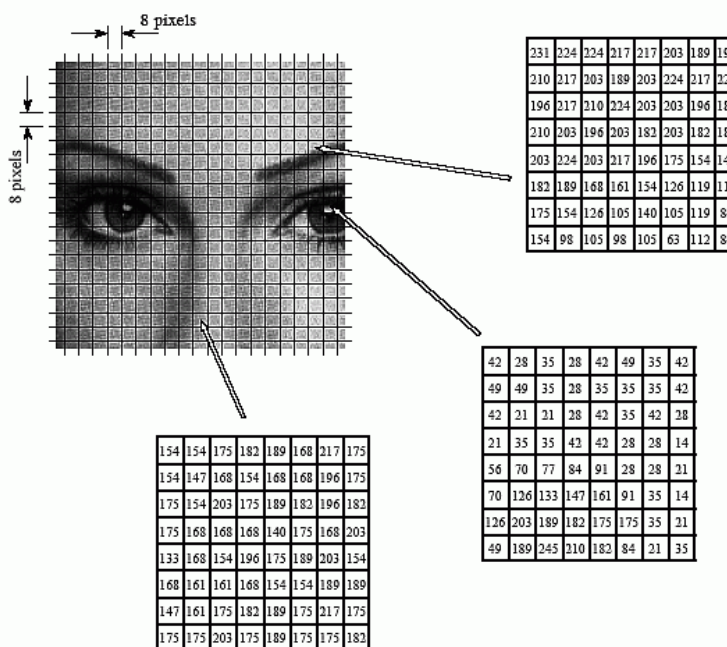 8 pixels
8 pixels
231 224 224 217 217 203 189
210 217 203 189 203 224 217
196 217 210 224 203 203 196
210 203 196 203 182 203 182
203 224 203 217 196 175 154
182 189 168 161 154 126 119
175 154 126 105 140 105 119
154 98 105 98 105 63 112
42 28 35 28 42 49 35 42
49 49 35 28 35 35 35 42
42 21 21 28 42 35 42 28
21 35 35 42 42 28 28 14
56 70 77 84 91 28 28 21
70 126 133 147 161 91 35 14
126 203 189 182 175 175 35 21
49 189 245 210 182 84 21 35
154 154 175 182 189 168 217 175
154 147 168 154 168 168 196 175
175 154 203 175 189 182 196 182
175 168 168 168 140 175 168 203
133 168 154 196 175 189 203 154
168 161 161 168 154 154 189 189
147 161 175 182 189 175 217 175
175 175 203 175 189 175 175 182